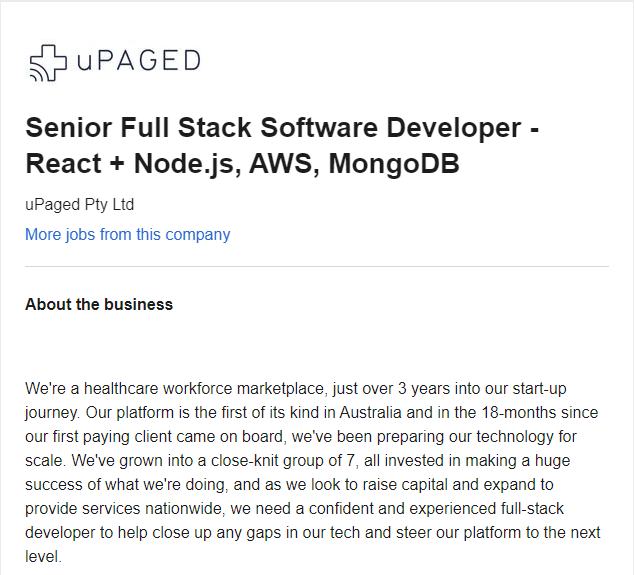 uPAGED
Senior Full Stack Software Developer -
React + Node.js, AWS, MongoDB
uPaged Pty Ltd
More jobs from this company
About the business
We're a healthcare workforce marketplace, just over 3 years into our start-up
journey. Our platform is the first of its kind in Australia and in the 18-months since
our first paying client came on board, we've been preparing our technology for
scale. We've grown into a close-knit group of 7, all invested in making a huge
success of what we're doing, and as we look to raise capital and expand to
provide services nationwide, we need a confident and experienced full-stack
developer to help close up any gaps in our tech and steer our platform to the next
level.